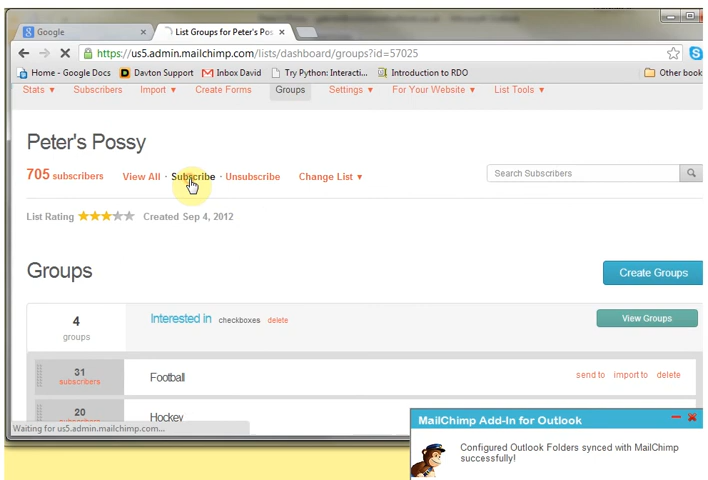 Google
List Groups for Peter's Pos
https://us5.admin.mailchimp.com/lists/dashboard/groups?id=57025
Home - Google Docs Davton Support Inbox David Try Python: Interacti... Introduction to RDO Other book
Stats Subscribers Import Create Forms Groups Settings For Your Website List Tools
Peter's Possy
705 subscribers View All · Subscribe · Unsubscribe Change List
Search Subscribers
List Rating Created Sep 4, 2012
Groups
Create Groups
4
groups
Interested in checkboxes delete
View Groups
31
subscribers
Football
send to import to delete
20
subscribers
Hockey
Waiting for us5.admin.mailchimp.com...
MailChimp Add-In for Outlook
Configured Outlook Folders synced with MailChimp
successfully!